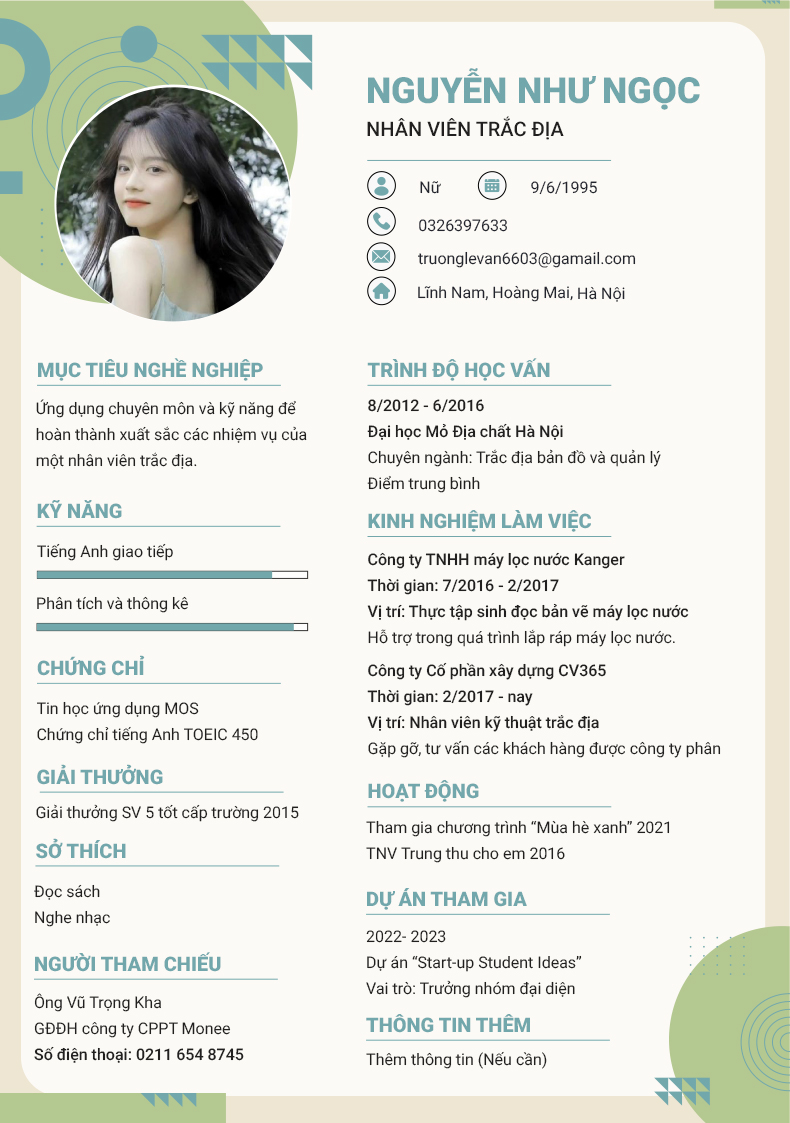 NGUYỄN NHƯ NGỌC
NHÂN VIÊN TRẮC ĐỊA
Nữ
9/6/1995
0326397633
truonglevan6603@gamail.com
Lĩnh Nam, Hoàng Mai, Hà Nội
MỤC TIÊU NGHỀ NGHIỆP
Ứng dụng chuyên môn và kỹ năng để
hoàn thành xuất sắc các nhiệm vụ của
một nhân viên trắc địa.
KỸ NĂNG
Tiếng Anh giao tiếp
Phân tích và thông kê
CHỨNG CHỈ
Tin học ứng dụng MOS
Chứng chỉ tiếng Anh TOEIC 450
GIẢI THƯỞNG
Giải thưởng SV 5 tốt cấp trường 2015
SỞ THÍCH
Đọc sách
Nghe nhạc
NGƯỜI THAM CHIẾU
Ông Vũ Trọng Kha
GĐĐH công ty CPPT Monee
Số điện thoại: 0211 654 8745
TRÌNH ĐỘ HỌC VẤN
8/2012 - 6/2016
Đại học Mỏ Địa chất Hà Nội
Chuyên ngành: Trắc địa bản đồ và quản lý
Điểm trung bình
KINH NGHIỆM LÀM VIỆC
Công ty TNHH máy lọc nước Kanger
Thời gian: 7/2016 - 2/2017
Vị trí: Thực tập sinh đọc bản vẽ máy lọc nước
Hỗ trợ trong quá trình lắp ráp máy lọc nước.
Công ty Cố phần xây dựng CV365
Thời gian: 2/2017 - nay
Vị trí: Nhân viên kỹ thuật trắc địa
Gặp gỡ, tư vấn các khách hàng được công ty phân
HOẠT ĐỘNG
Tham gia chương trình “Mùa hè xanh” 2021
TNV Trung thu cho em 2016
DỰ ÁN THAM GIA
2022- 2023
Dự án “Start-up Student Ideas”
Vai trò: Trưởng nhóm đại diện
THÔNG TIN THÊM
Thêm thông tin (Nếu cần)